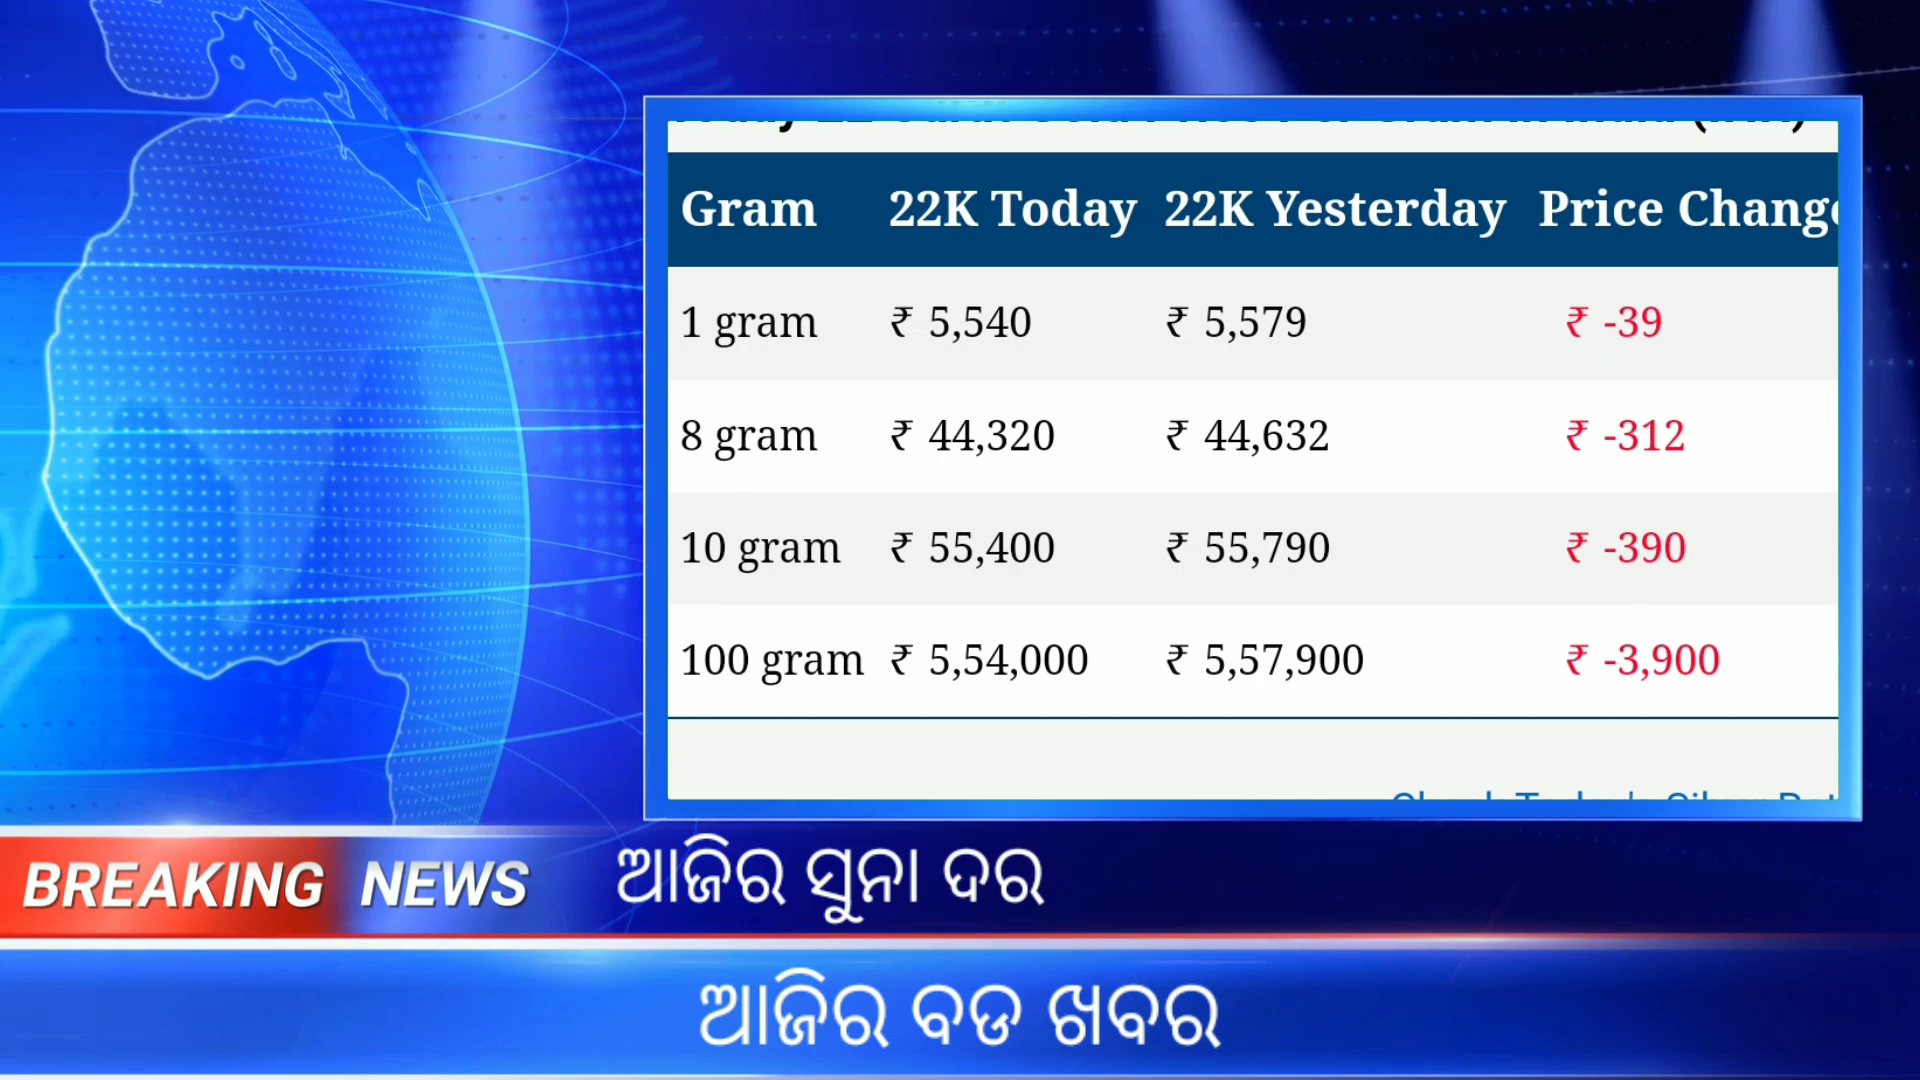 Gram 22K Today 22K Yesterday Price Change
1 gram ₹ 5,540 ₹ 5,579 ₹ -39
8 gram ₹ 44,320 ₹ 44,632 ₹ -312
10 gram ₹ 55,400 ₹ 55,790 ₹ -390
100 gram ₹ 5,54,000 ₹ 5,57,900 ₹ -3,900
BREAKING NEWS ଆଜିର ସୁନା ଦର
ଆଜିର ବଡ ଖବର